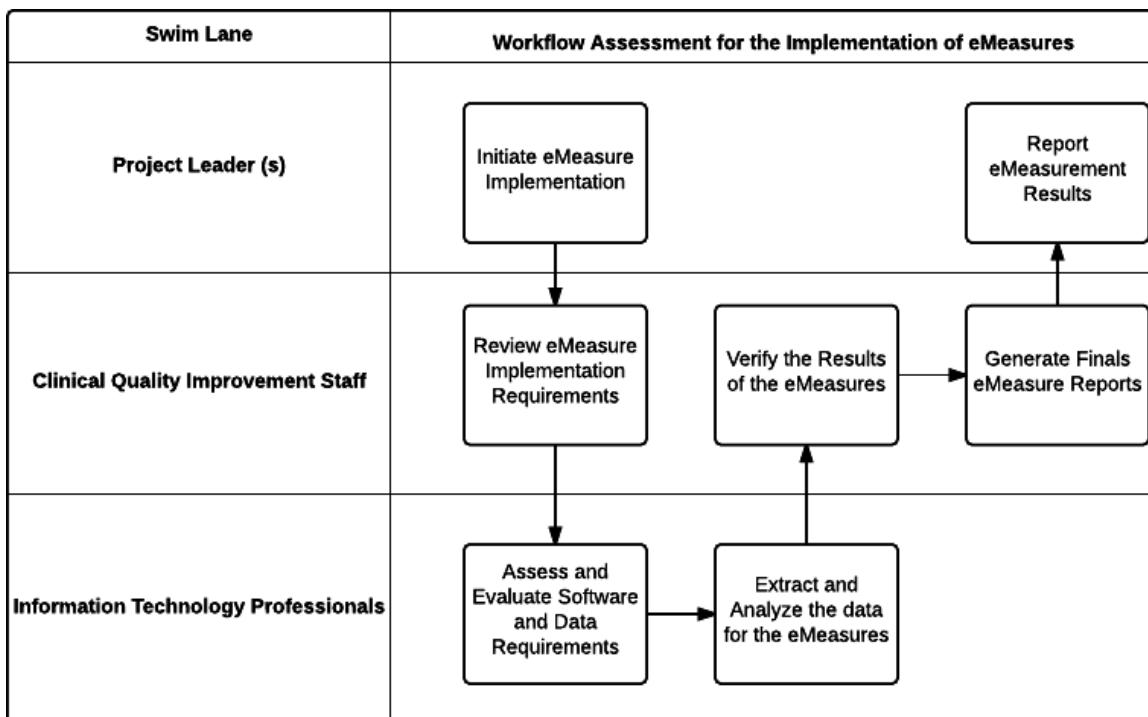 Swim Lane
Workflow Assessment for the Implementation of eMeasures
Project Leader (s)
Initiate eMeasure
Implementation
Report
eMeasurement
Results
Clinical Quality Improvement Staff
Review eMeasure
Implementation
Requirements
Verify the Results
of the eMeasures
Generate Finals
eMeasure Reports
Information Technology Professionals
Assess and
Evaluate Software
and Data
Requirements
Extract and
Analyze the data
for the eMeasures